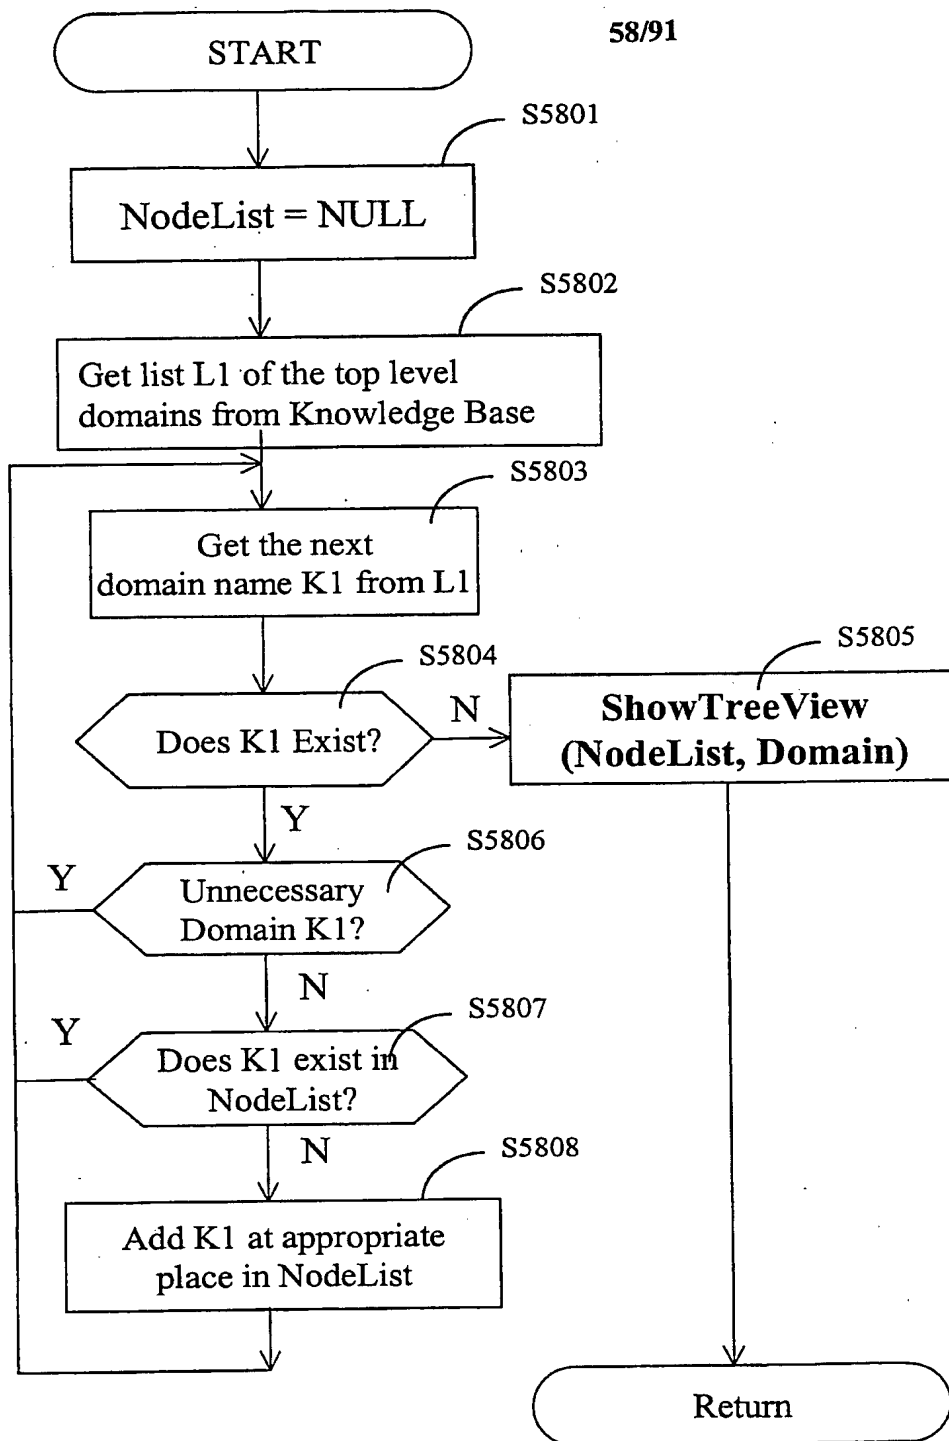 58/91
START
S5801
NodeList = NULL
S5802
Get list L1 of the top level
domains from Knowledge Base
S5803
Get the next
domain name K1 from L1
S5804
Does K1 Exist?
N
S5805
ShowTreeView
(NodeList, Domain)
Y
S5806
Y
Unnecessary
Domain K1?
N
S5807
Y
Does K1 exist in
NodeList?
N
S5808
Add K1 at appropriate
place in NodeList
Return